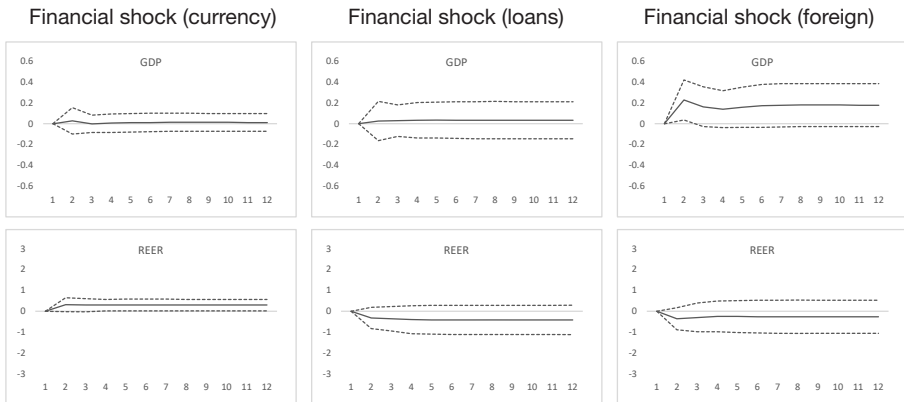 Financial shock (currency) Financial shock (loans) Financial shock (foreign)
GDP GDP GDP
0.6 0.6 0.6
0.4 0.4 0.4
0.2 0.2 0.2
0 0 0
-0.2 -0.2 -0.2
-0.4 -0.4 -0.4
-0.6 -0.6 -0.6
1 2 3 4 5 6 7 8 9 10 11 12 1 2 3 4 5 6 7 8 9 10 11 12 1 2 3 4 5 6 7 8 9 10 11 12
REER REER REER
3 3 3
2 2 2
1 1 1
0 0 0
-1 -1 -1
-2 -2 -2
-3 -3 -3
1 2 3 4 5 6 7 8 9 10 11 12 1 2 3 4 5 6 7 8 9 10 11 12 1 2 3 4 5 6 7 8 9 10 11 12